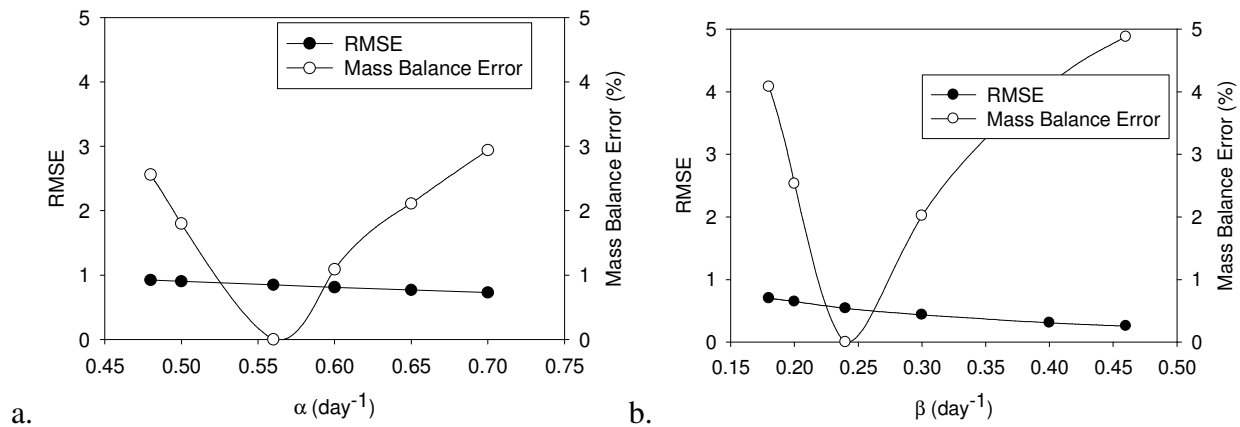 5
4
3
2
1
0
RMSE
RMSE
Mass Balance Error
5
4
3
2
1
0
Mass Balance Error (%)
0.45 0.50 0.55 0.60 0.65 0.70 0.75
α (day-1)
a.
5
4
3
2
1
0
RMSE
RMSE
Mass Balance Error
5
4
3
2
1
0
Mass Balance Error (%)
0.15 0.20 0.25 0.30 0.35 0.40 0.45 0.50
β (day-1)
b.